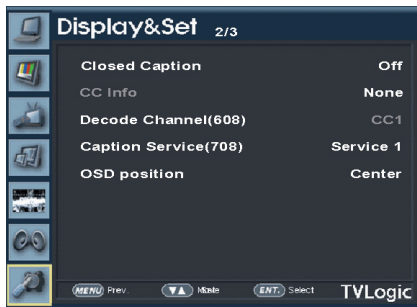 Display&Set 2/3
Closed Caption Off
CC Info None
Decode Channel(608) CC1
Caption Service(708) Service 1
OSD position Center
MENU Prev. ▼▲ ENT. Select TVLogic